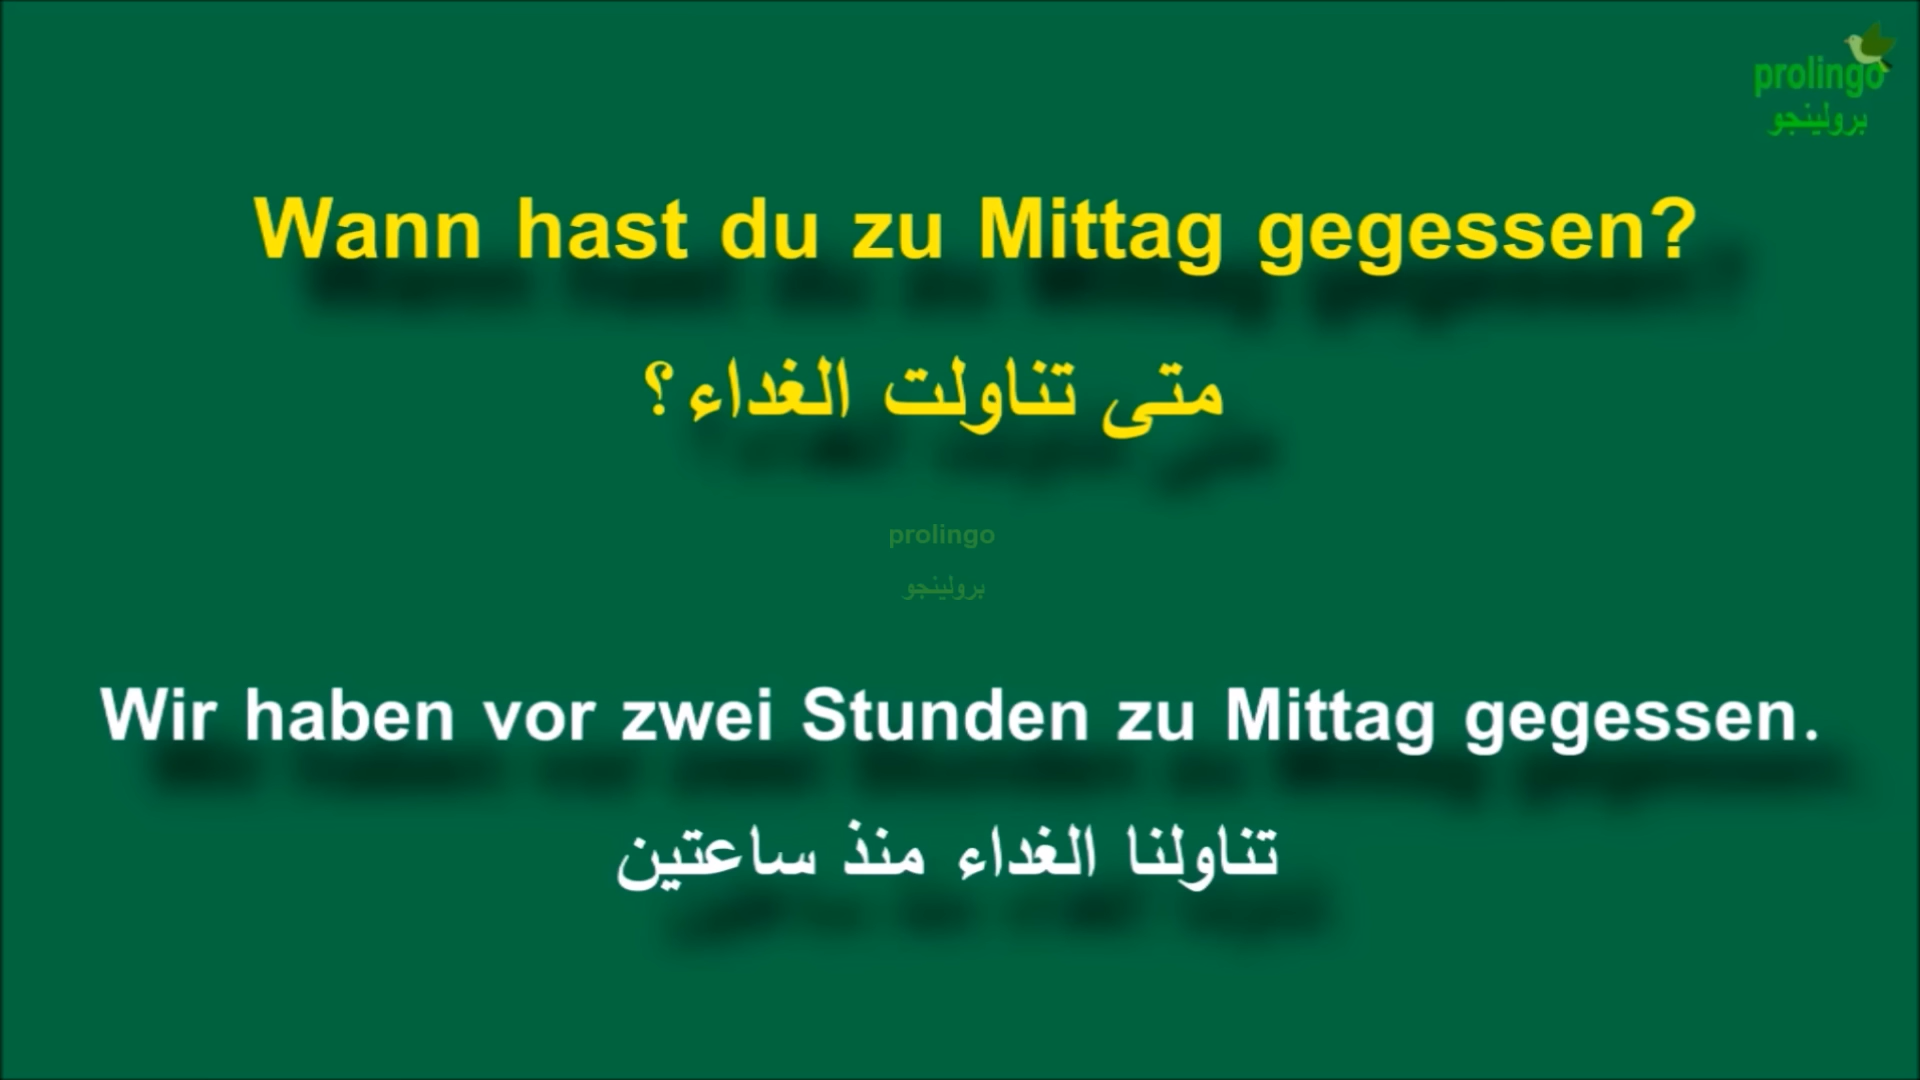 prolingo
برولينجو
Wann hast du zu Mittag gegessen?
متى تناولت الغداء ؟
prolingo
برولينجو
Wir haben vor zwei Stunden zu Mittag gegessen.
تناولنا الغداء منذ ساعتين